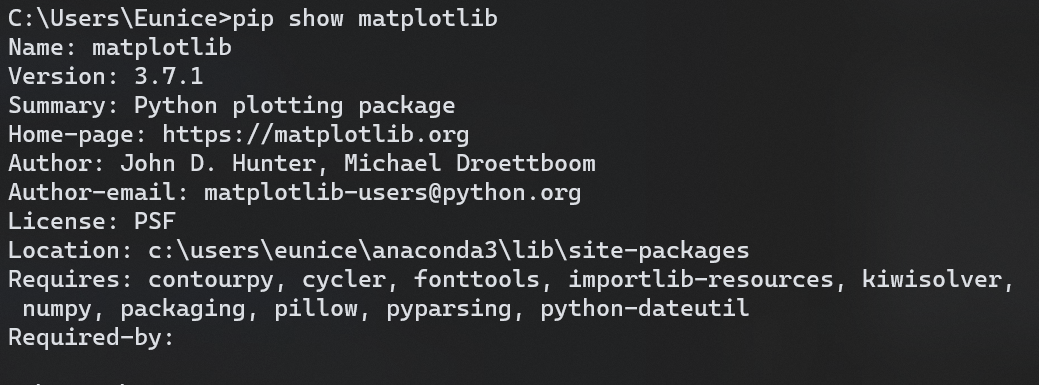 C:\Users\Eunice>pip show matplotlib
Name: matplotlib
Version: 3.7.1
Summary: Python plotting package
Home-page: https://matplotlib.org
Author: John D. Hunter, Michael Droettboom
Author-email: matplotlib-users@python.org
License: PSF
Location: c:\users\eunice\anaconda3\lib\site-packages
Requires: contourpy, cycler, fonttools, importlib-resources, kiwisolver,
numpy, packaging, pillow, pyparsing, python-dateutil
Required-by: